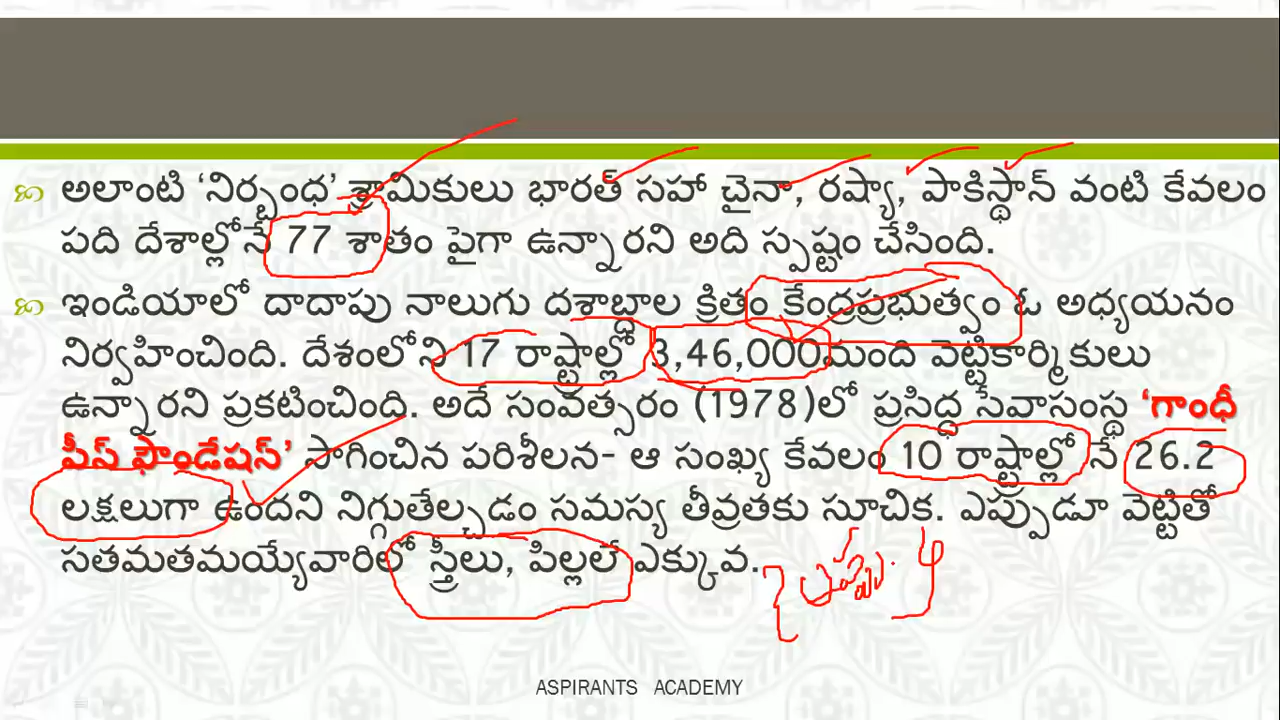 అలాంటి ‘నిర్బంధ’ శ్రామికులు భారత్ సహా చైనా, రష్యా, పాకిస్థాన్ వంటి కేవలం
పది దేశాల్లోనే 77 శాతం పైగా ఉన్నారని అది స్పష్టం చేసింది.
ఇండియాలో దాదాపు నాలుగు దశాబ్దాల క్రితం కేంద్రప్రభుత్వం ఓ అధ్యయనం
నిర్వహించింది. దేశంలోని 17 రాష్ట్రాల్లో 3,46,000మంది వెట్టికార్మికులు
ఉన్నారని ప్రకటించింది. అదే సంవత్సరం (1978)లో ప్రసిద్ధ సేవాసంస్థ ‘గాంధీ
పీస్ ఫౌండేషన్’ సాగించిన పరిశీలన- ఆ సంఖ్య కేవలం 10 రాష్ట్రాల్లో నే 26.2
లక్షలుగా ఉందని నిగ్గుతేల్చడం సమస్య తీవ్రతకు సూచిక. ఎప్పుడూ వెట్టితో
సతమతమయ్యేవారిలో స్త్రీలు, పిల్లలే ఎక్కువ.
ASPIRANTS ACADEMY